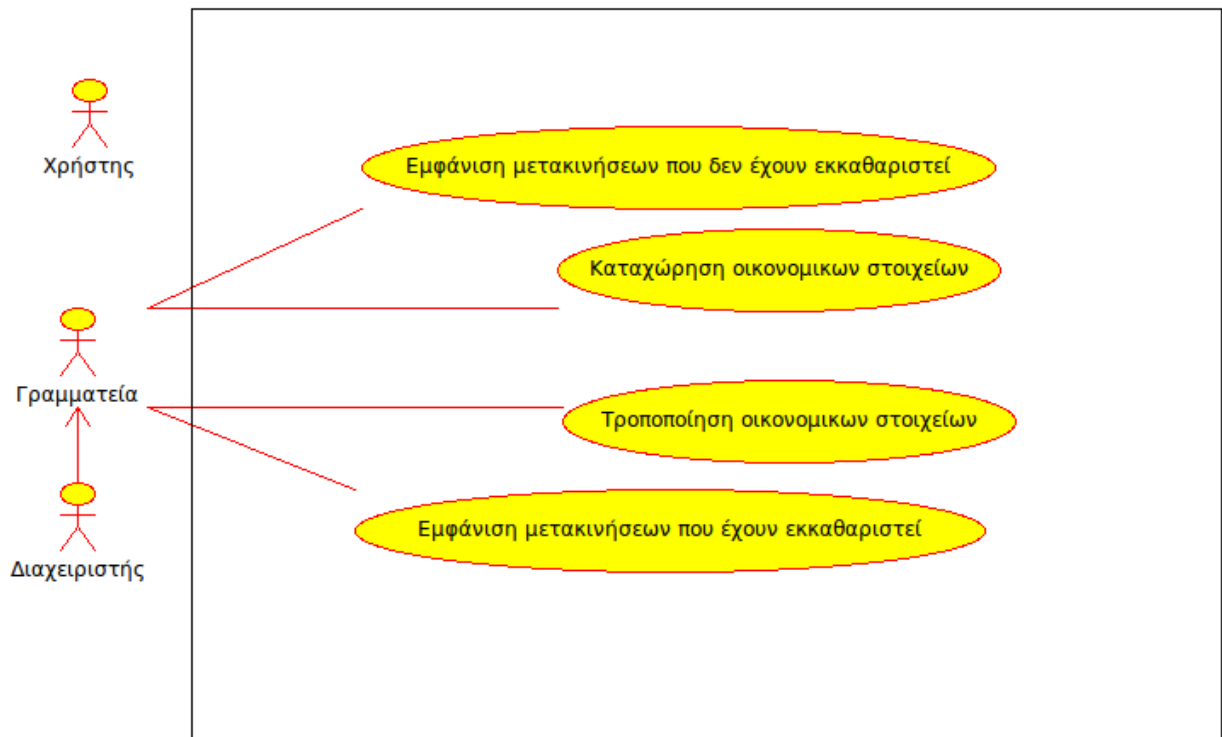 Χρήστης
Εμφάνιση μετακινήσεων που δεν έχουν εκκαθαριστεί
Καταχώρηση οικονομικων στοιχείων
Γραμματεία
Τροποποίηση οικονομικων στοιχείων
Εμφάνιση μετακινήσεων που έχουν εκκαθαριστεί
Διαχειριστής